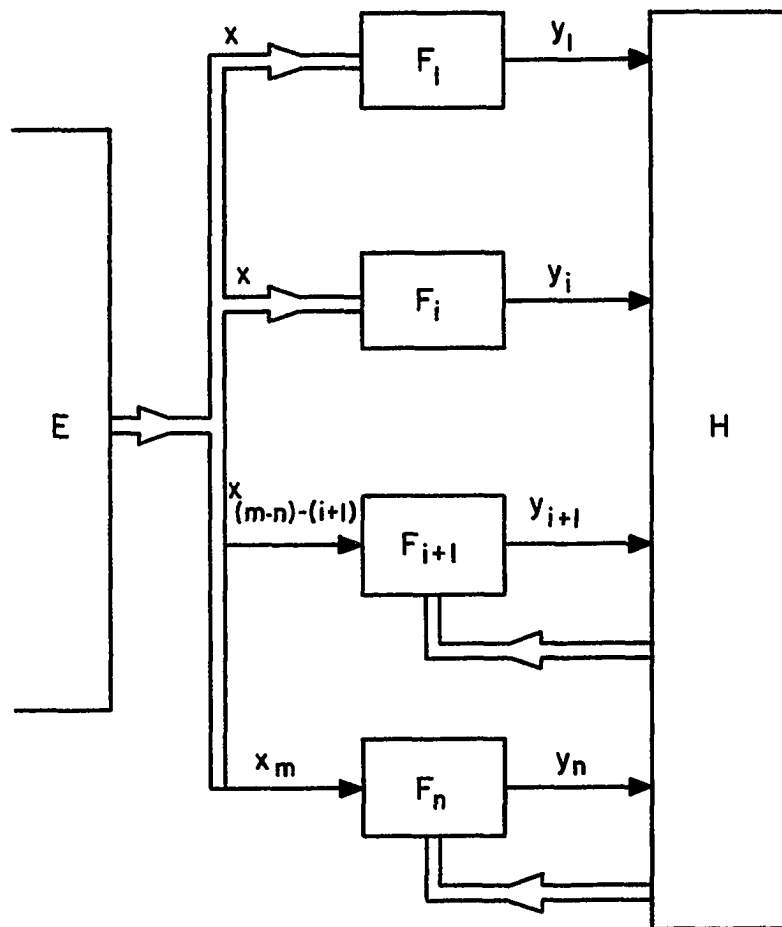 x
F₁
y₁
x
Fᵢ
yᵢ
E
H
x(m-n)-(i+1)
Fᵢ₊₁
yᵢ₊₁
xₘ
Fₙ
yₙ